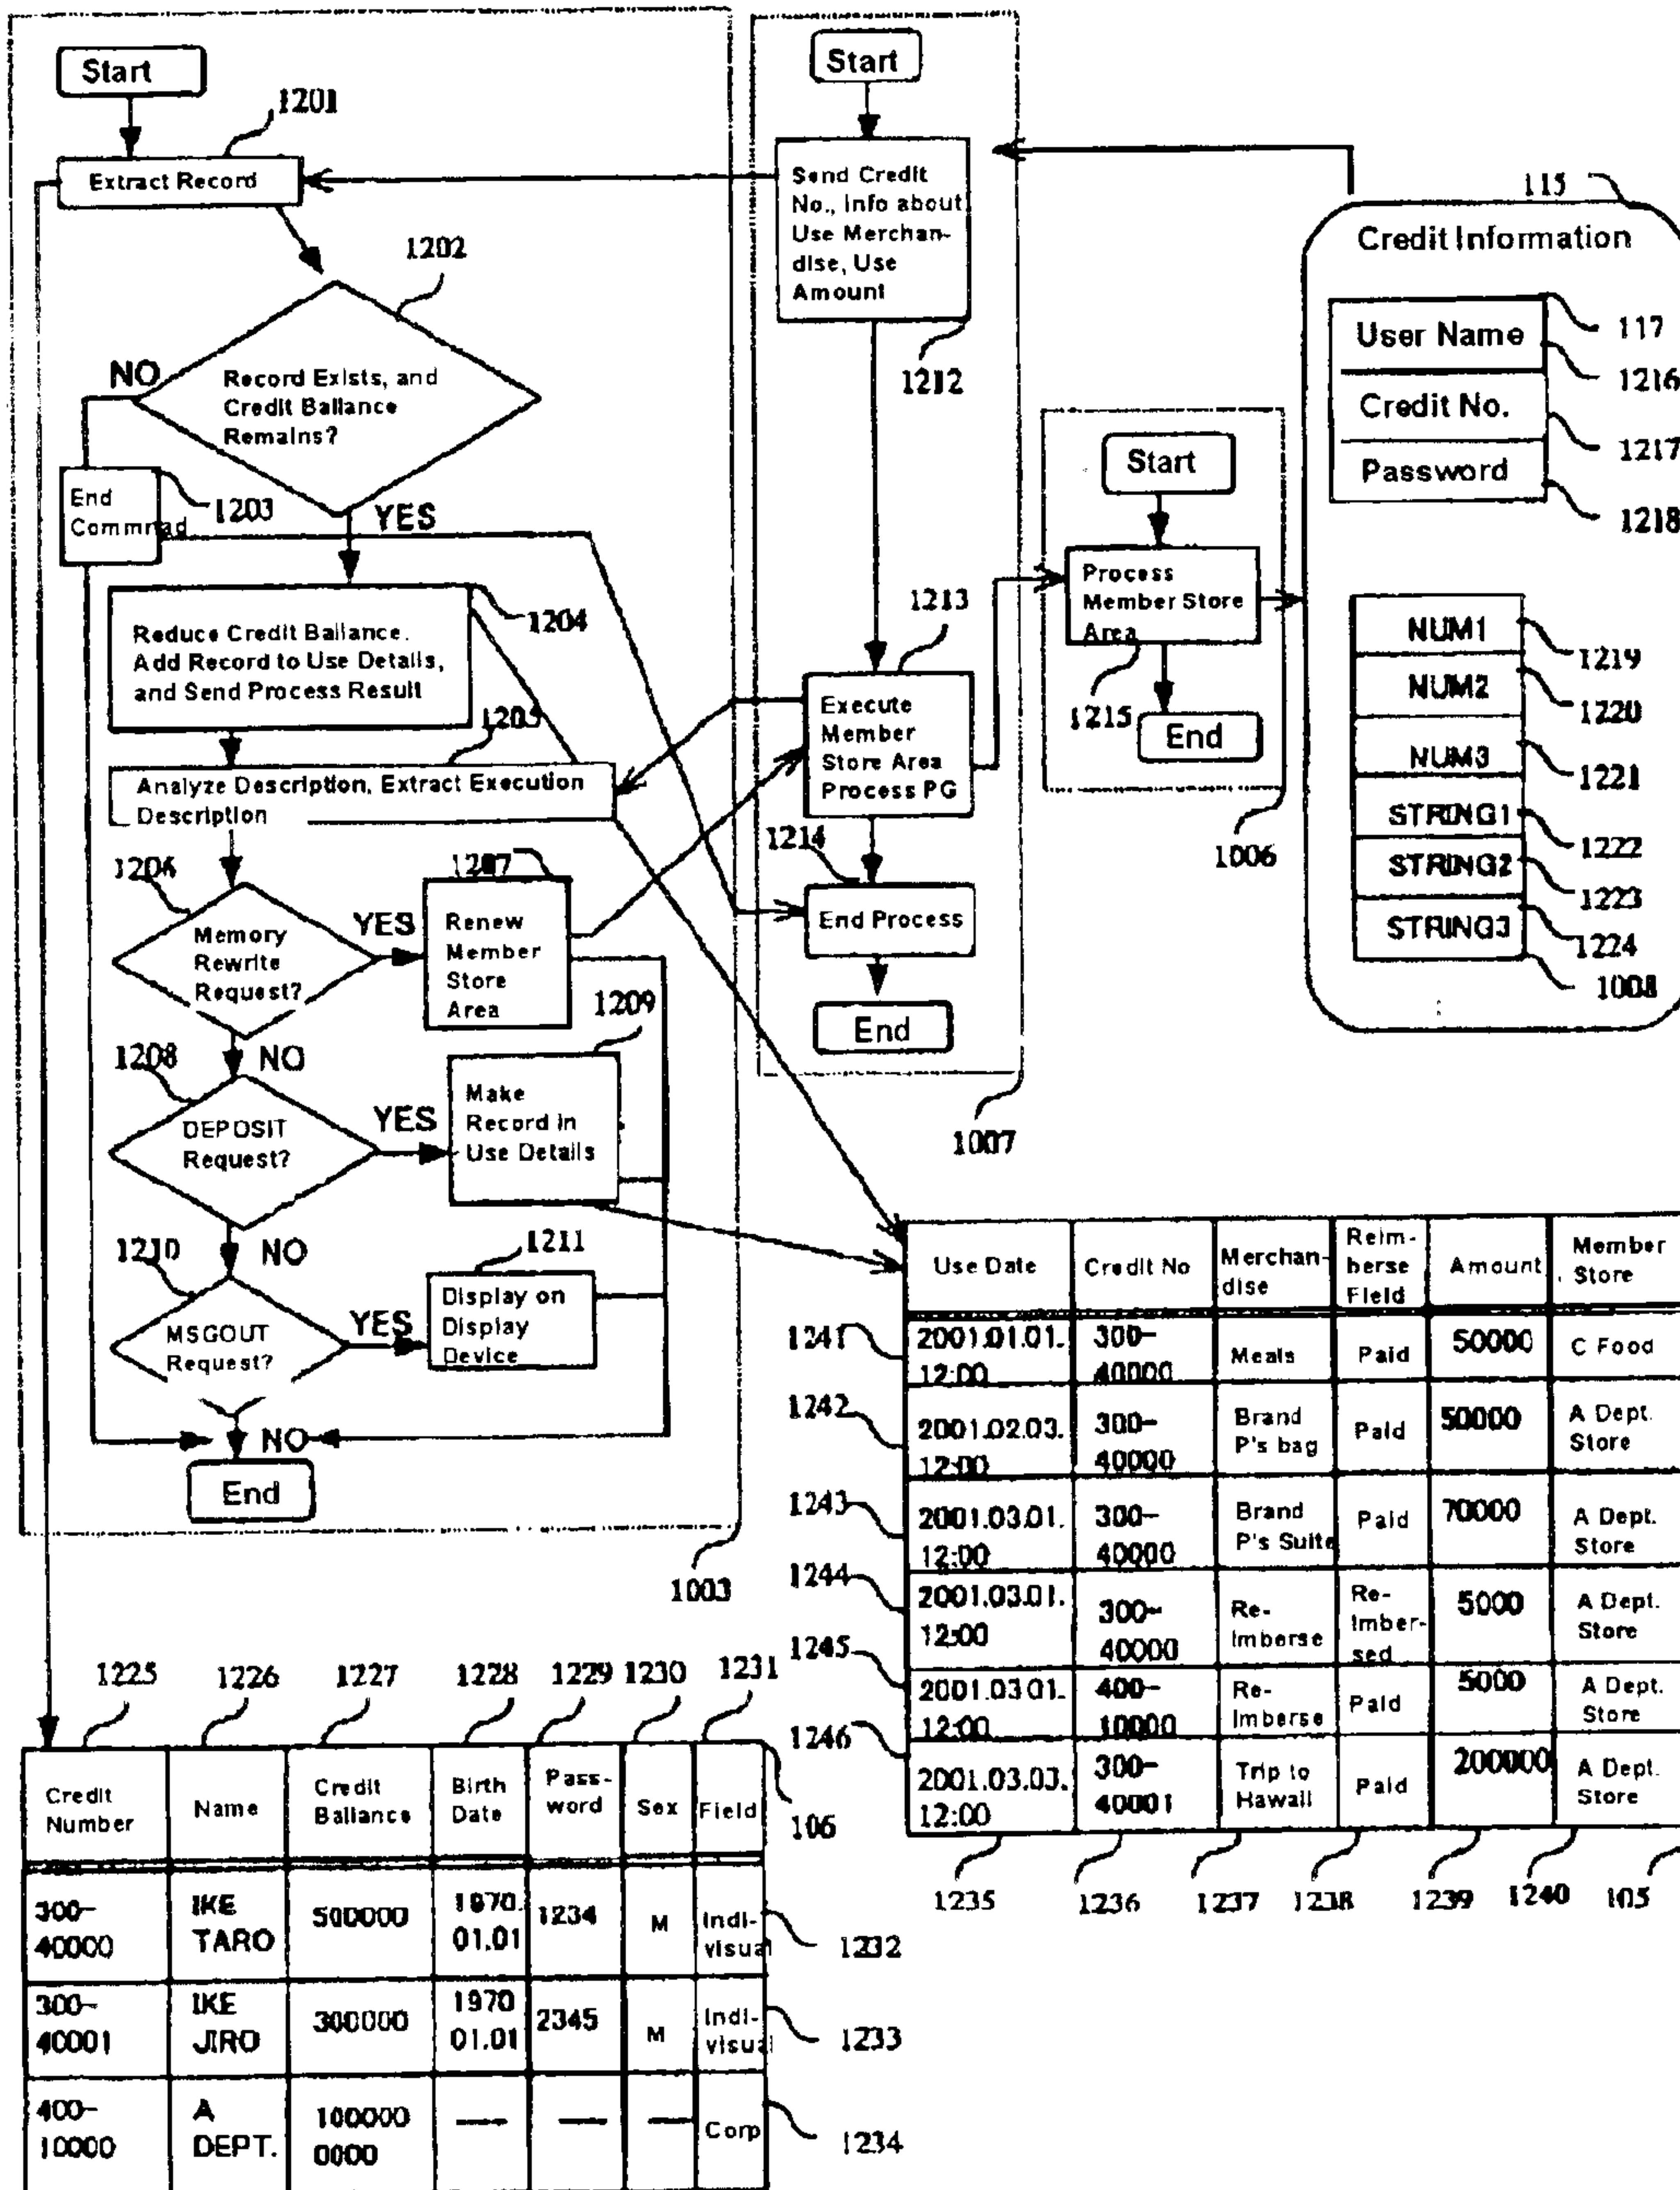 Start
1201
Extract Record
1202
NO
Record Exists, and
Credit Ballance
Remains?
End
Commnad
1203
YES
1204
Reduce Credit Ballance.
Add Record to Use Details,
and Send Process Result
1205
Analyze Description, Extract Execution
Description
1206
Memory
Rewrite
Request?
YES
1207
Renew
Member
Store
Area
NO
1208
DEPOSIT
Request?
YES
1209
Make
Record in
Use Details
NO
1210
MSGOUT
Request?
YES
1211
Display on
Display
Device
NO
End
1003
Start
Send Credit
No., Info about
Use Merchan-
dise, Use
Amount
1212
1213
Execute
Member
Store Area
Process PG
1214
End Process
End
1007
Start
Process
Member Store
Area
1215
End
1006
115
Credit Information
User Name
117
1216
Credit No.
1217
Password
1218
NUM1
1219
NUM2
1220
NUM3
1221
STRING1
1222
STRING2
1223
STRING3
1224
1008
Use Date
Credit No
Merchan-
dise
Reim-
berse
Field
Amount
Member
Store
1241
2001.01.01.
12:00
300-
40000
Meals
Paid
50000
C Food
1242
2001.02.03.
12:00
300-
40000
Brand
P's bag
Paid
50000
A Dept.
Store
1243
2001.03.01.
12:00
300-
40000
Brand
P's Suite
Paid
70000
A Dept.
Store
1244
2001.03.01.
12:00
300-
40000
Re-
Imberse
Re-
Imber-
sed
5000
A Dept.
Store
1245
2001.03.01.
12:00
400-
10000
Re-
Imberse
Paid
5000
A Dept.
Store
1246
2001.03.03.
12:00
300-
40001
Trip to
Hawaii
Paid
200000
A Dept.
Store
1235
1236
1237
1238
1239
1240
105
1225
1226
1227
1228
1229
1230
1231
Credit
Number
Name
Credit
Ballance
Birth
Date
Pass-
word
Sex
Field
106
300-
40000
IKE
TARO
500000
1970.
01.01
1234
M
Indi-
visual
1232
300-
40001
IKE
JIRO
300000
1970
01.01
2345
M
Indi-
visual
1233
400-
10000
A
DEPT.
100000
0000
—
—
—
Corp
1234